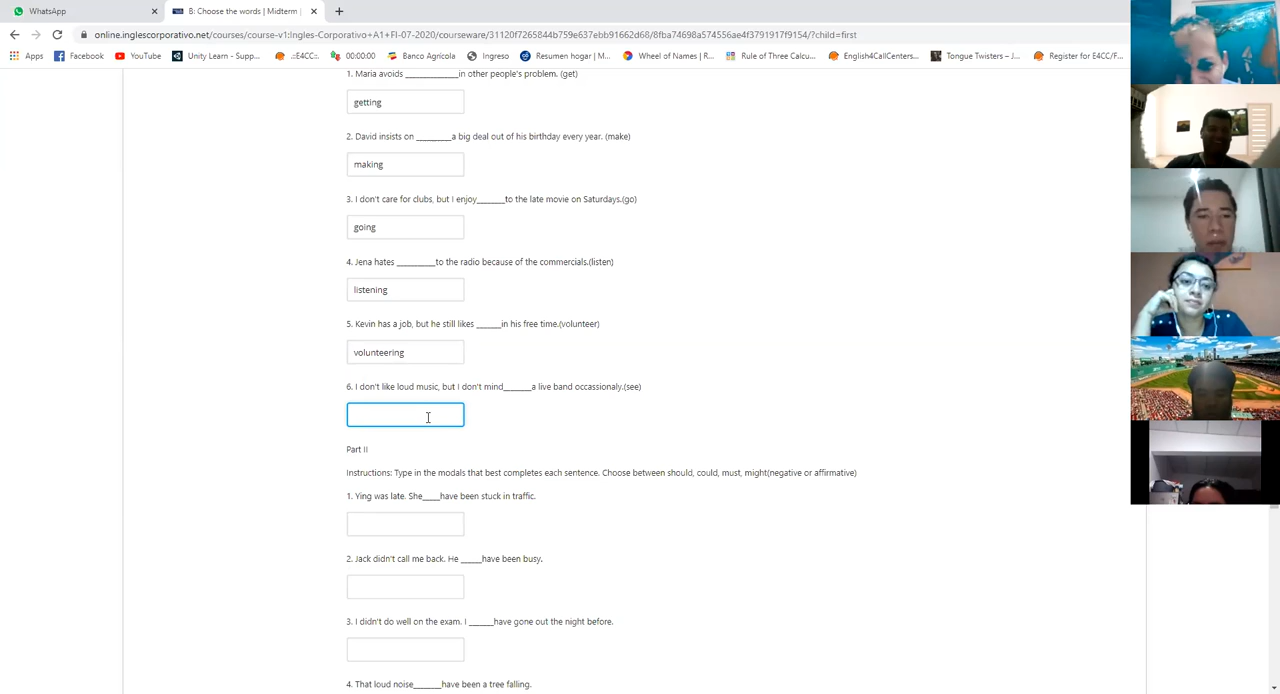 WhatsApp
B: Choose the words | Midterm |
online.inglescorporativo.net/courses/course-v1:Ingles-Corporativo+A1+FI-07-2020/courseware/31120f7265844b759e637ebb91662d68/8fba74698a574556ae4f3791917f9154/?child=first
Apps Facebook YouTube Unity Learn - Supp... .:E4CC:. 00:00:00 Banco Agrícola Ingreso Resumen hogar | M... Wheel of Names | R... Rule of Three Calcu... English4CallCenters... Tongue Twisters – J... Register for E4CC/F...
1. Maria avoids ____________in other people's problem. (get)
getting
2. David insists on ________a big deal out of his birthday every year. (make)
making
3. I don't care for clubs, but I enjoy______to the late movie on Saturdays.(go)
going
4. Jena hates _________to the radio because of the commercials.(listen)
listening
5. Kevin has a job, but he still likes _____in his free time.(volunteer)
volunteering
6. I don't like loud music, but I don't mind______a live band occassionaly.(see)
Part II
Instructions: Type in the modals that best completes each sentence. Choose between should, could, must, might(negative or affirmative)
1. Ying was late. She____have been stuck in traffic.
2. Jack didn't call me back. He _____have been busy.
3. I didn't do well on the exam. I ______have gone out the night before.
4. That loud noise_______have been a tree falling.